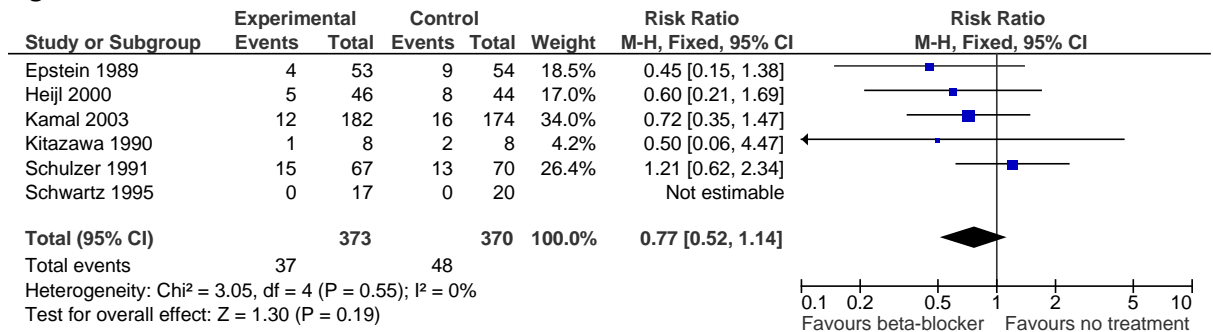 Experimental Control Risk Ratio Risk Ratio
Study or Subgroup Events Total Events Total Weight M-H, Fixed, 95% CI M-H, Fixed, 95% CI
Epstein 1989 4 53 9 54 18.5% 0.45 [0.15, 1.38]
Heijl 2000 5 46 8 44 17.0% 0.60 [0.21, 1.69]
Kamal 2003 12 182 16 174 34.0% 0.72 [0.35, 1.47]
Kitazawa 1990 1 8 2 8 4.2% 0.50 [0.06, 4.47]
Schulzer 1991 15 67 13 70 26.4% 1.21 [0.62, 2.34]
Schwartz 1995 0 17 0 20 Not estimable
Total (95% CI) 373 370 100.0% 0.77 [0.52, 1.14]
Total events 37 48
Heterogeneity: Chi² = 3.05, df = 4 (P = 0.55); I² = 0%
Test for overall effect: Z = 1.30 (P = 0.19)
0.1 0.2 0.5 1 2 5 10
Favours beta-blocker Favours no treatment